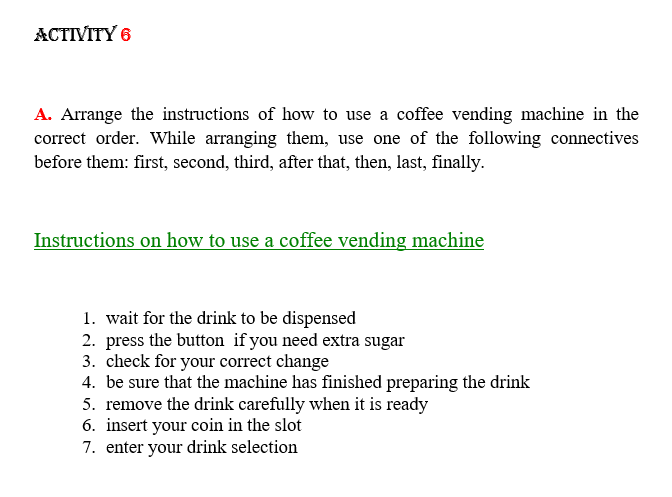 ACTIVITY 6
A. Arrange the instructions of how to use a coffee vending machine in the
correct order. While arranging them, use one of the following connectives
before them: first, second, third, after that, then, last, finally.
Instructions on how to use a coffee vending machine
1. wait for the drink to be dispensed
2. press the button if you need extra sugar
3. check for your correct change
4. be sure that the machine has finished preparing the drink
5. remove the drink carefully when it is ready
6. insert your coin in the slot
7. enter your drink selection